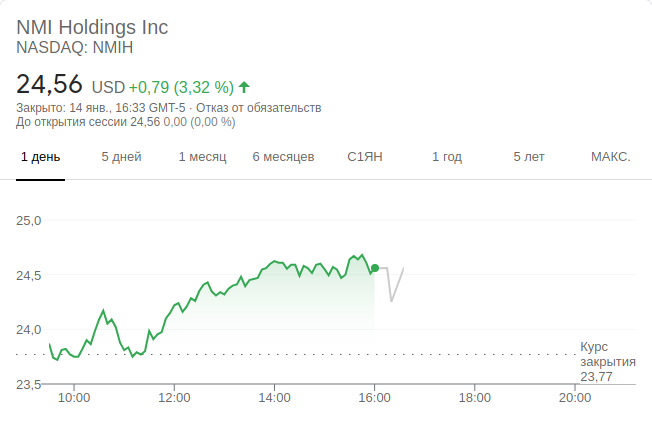 NMI Holdings Inc
NASDAQ: NMIH
24,56 USD +0,79 (3,32 %)
Закрыто: 14 янв., 16:33 GMT-5 · Отказ от обязательств
До открытия сессии 24,56 0,00 (0,00 %)
1 день 5 дней 1 месяц 6 месяцев С1ЯН 1 год 5 лет МАКС.
25,0
24,5
24,0
Курс
закрытия
23,77
23,5
10:00 12:00 14:00 16:00 18:00 20:00